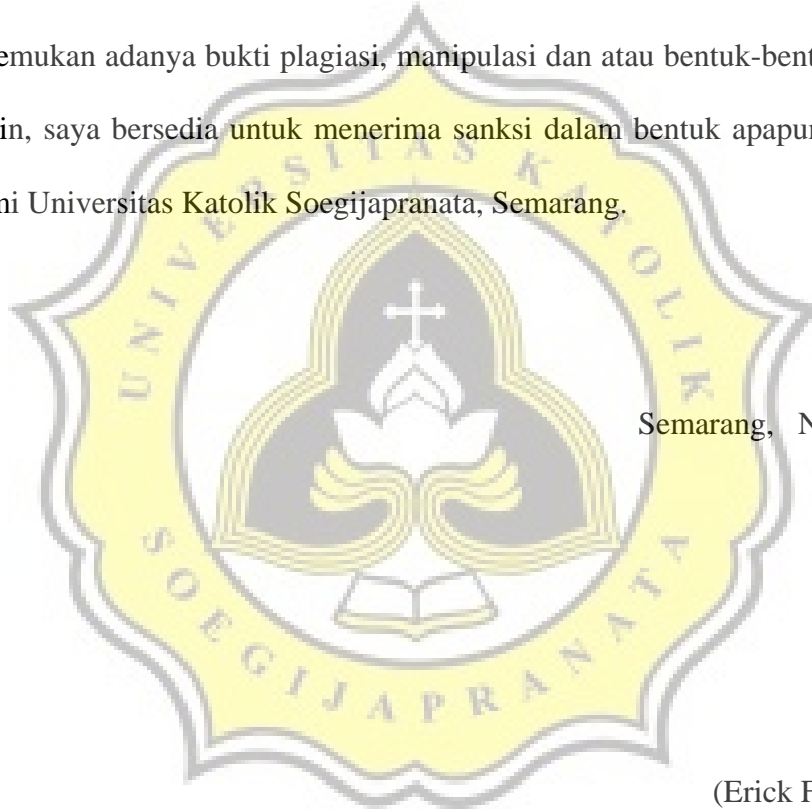 emukan adanya bukti plagiasi, manipulasi dan atau bentuk-bent
in, saya bersedia untuk menerima sanksi dalam bentuk apapun
ni Universitas Katolik Soegijapranata, Semarang.
UNIVERSITAS KATOLIK
SOEGIJAPRANATA
Semarang, N
(Erick F